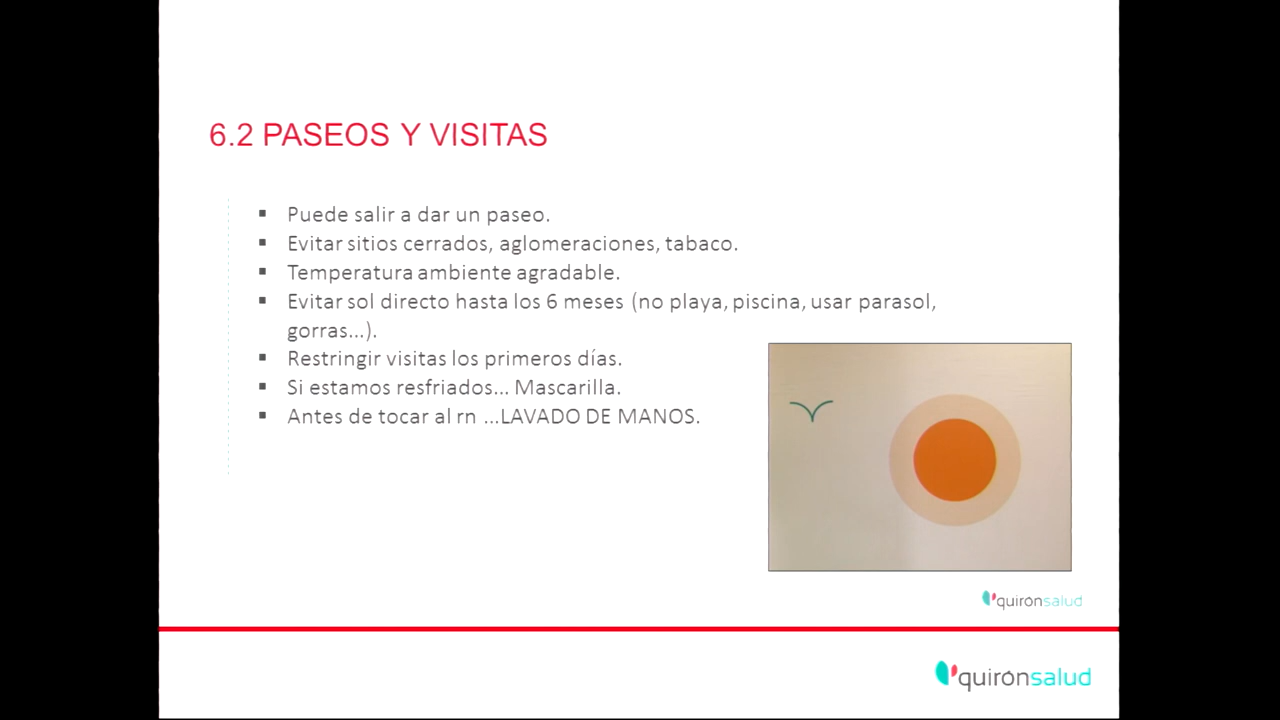 6.2 PASEOS Y VISITAS
▪ Puede salir a dar un paseo.
▪ Evitar sitios cerrados, aglomeraciones, tabaco.
▪ Temperatura ambiente agradable.
▪ Evitar sol directo hasta los 6 meses (no playa, piscina, usar parasol,
gorras...).
▪ Restringir visitas los primeros días.
▪ Si estamos resfriados... Mascarilla.
▪ Antes de tocar al rn ...LAVADO DE MANOS.
quirónsalud
quirónsalud